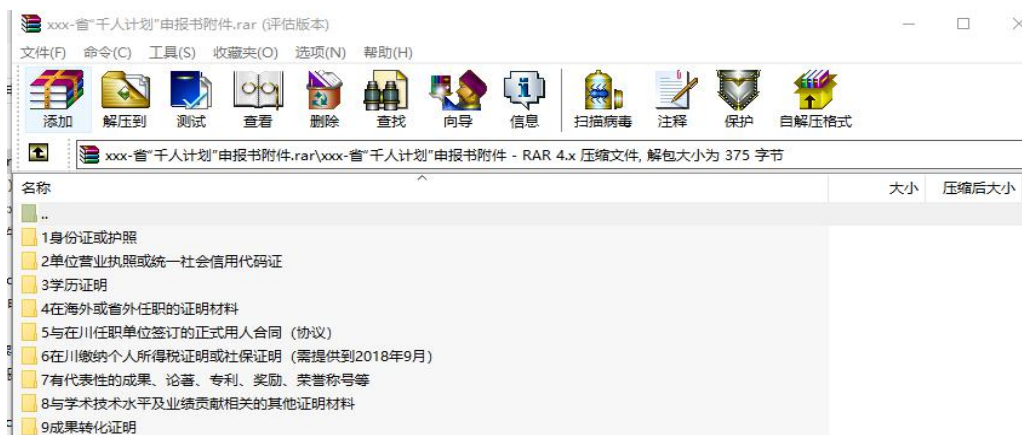 xxx-省“千人计划”申报书附件.rar (评估版本)
文件(F) 命令(C) 工具(S) 收藏夹(O) 选项(N) 帮助(H)
添加 解压到 测试 查看 删除 查找 向导 信息 扫描病毒 注释 保护 自解压格式
xxx-省“千人计划”申报书附件.rar\xxx-省“千人计划”申报书附件 - RAR 4.x 压缩文件, 解包大小为 375 字节
名称 大小 压缩后大小
..
1身份证或护照
2单位营业执照或统一社会信用代码证
3学历证明
4在海外或省外任职的证明材料
5与在川任职单位签订的正式用人合同（协议）
6在川缴纳个人所得税证明或社保证明（需提供到2018年9月）
7有代表性的成果、论著、专利、奖励、荣誉称号等
8与学术技术水平及业绩贡献相关的其他证明材料
9成果转化证明